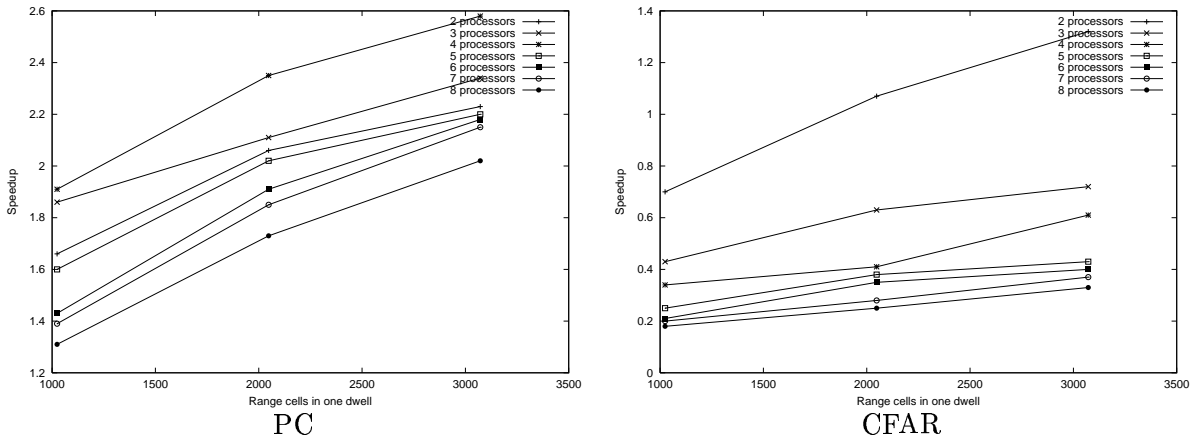 2.6
2.4
2.2
2
1.8
1.6
1.4
1.2
1000
1500
2000
2500
3000
3500
Speedup
Range cells in one dwell
2 processors
3 processors
4 processors
5 processors
6 processors
7 processors
8 processors
PC
1.4
1.2
1
0.8
0.6
0.4
0.2
0
1000
1500
2000
2500
3000
3500
Speedup
Range cells in one dwell
2 processors
3 processors
4 processors
5 processors
6 processors
7 processors
8 processors
CFAR